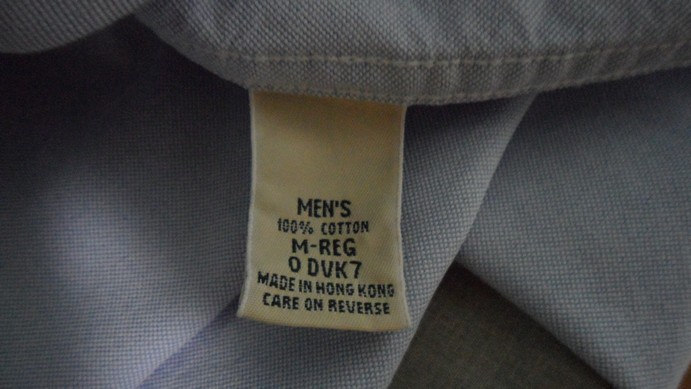 MEN'S
100% COTTON
M-REG
0 DVK7
MADE IN HONG KONG
CARE ON REVERSE